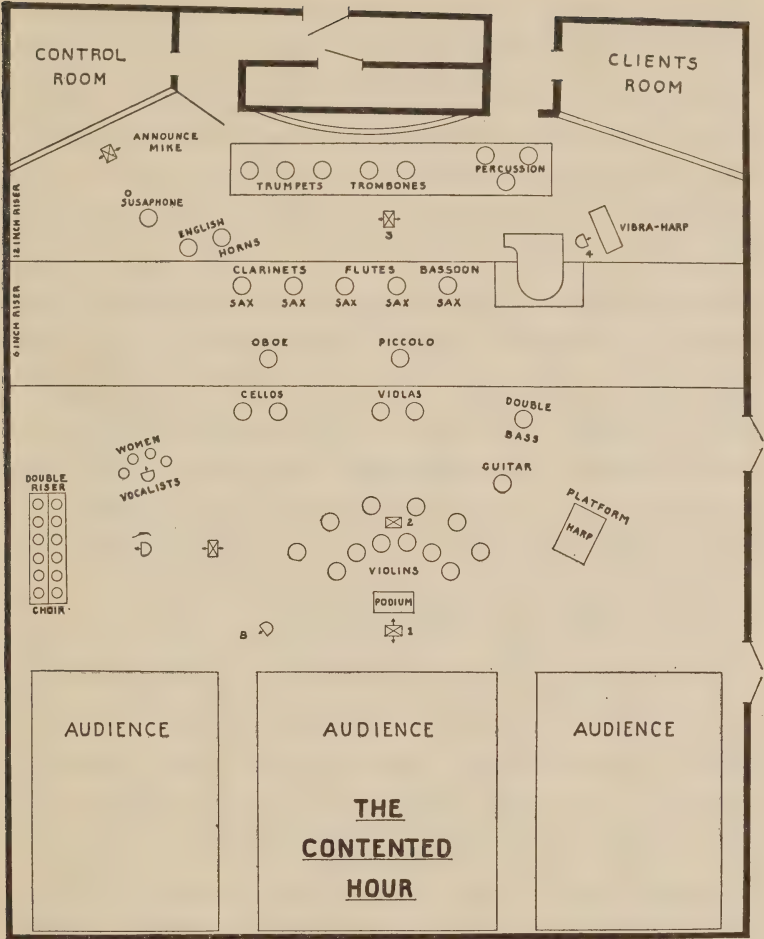 CONTROL
ROOM
CLIENTS
ROOM
ANNOUNCE
MIKE
TRUMPETS
TROMBONES
PERCUSSION
12 INCH RISER
SUSAPHONE
ENGLISH
HORNS
3
4
VIBRA-HARP
CLARINETS
FLUTES
BASSOON
SAX
SAX
SAX
SAX
SAX
6 INCH RISER
OBOE
PICCOLO
CELLOS
VIOLAS
DOUBLE
BASS
WOMEN
VOCALISTS
GUITAR
DOUBLE
RISER
CHOIR
2
VIOLINS
PLATFORM
HARP
PODIUM
B
1
AUDIENCE
AUDIENCE
AUDIENCE
THE
CONTENTED
HOUR